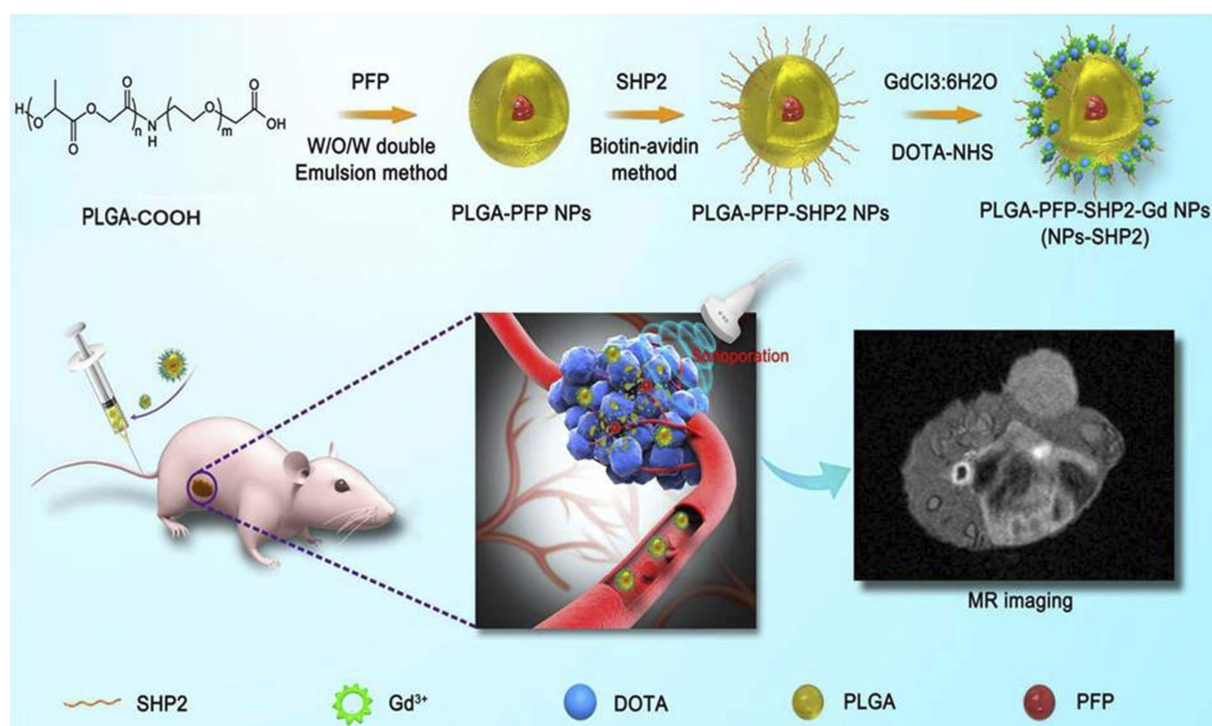 PFP
W/O/W double
Emulsion method
SHP2
Biotin-avidin
method
GdCl3:6H2O
DOTA-NHS
H
O
O
O
O
n
N
H
O
m
O
OH
PLGA-COOH
PLGA-PFP NPs
PLGA-PFP-SHP2 NPs
PLGA-PFP-SHP2-Gd NPs
(NPs-SHP2)
Sonoporation
MR imaging
SHP2
Gd³⁺
DOTA
PLGA
PFP